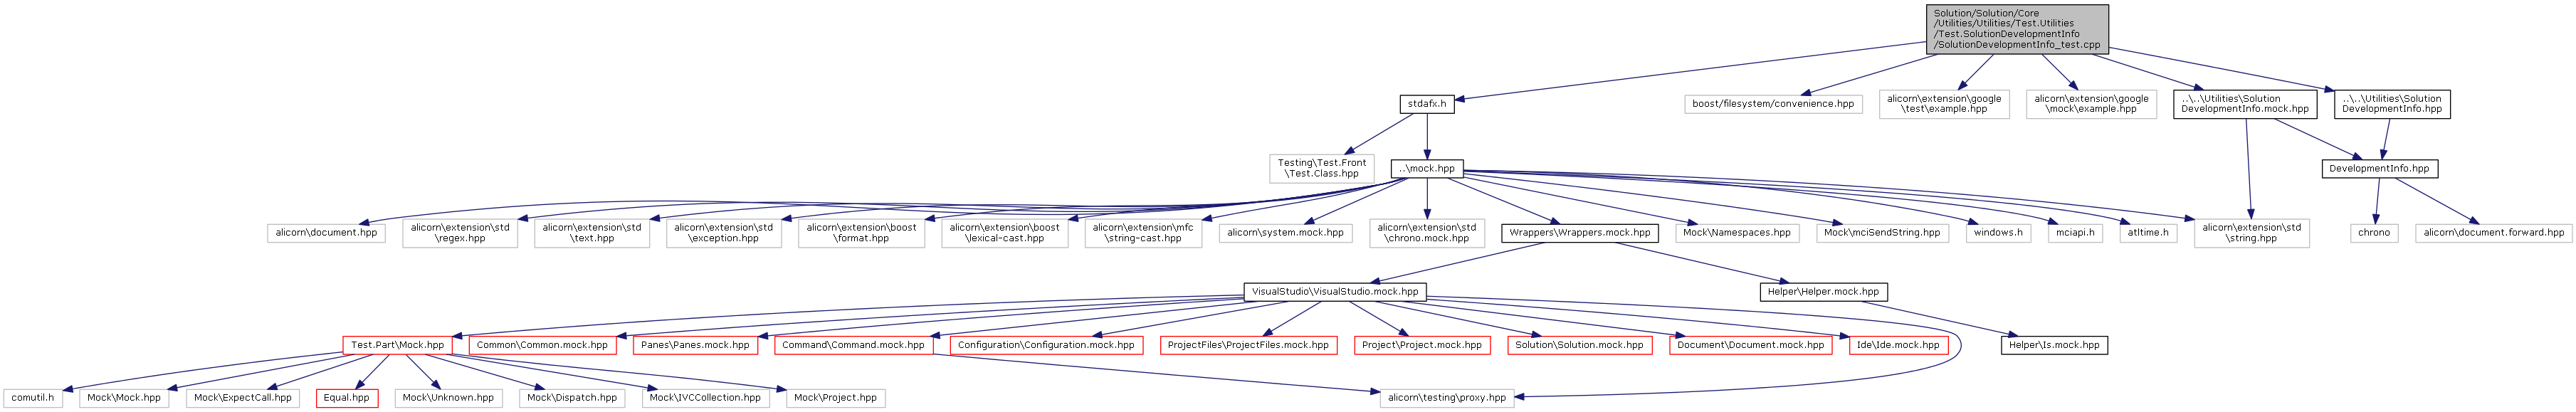 Solution/Solution/Core
/Utilities/Utilities/Test.Utilities
/Test.SolutionDevelopmentInfo
/SolutionDevelopmentInfo_test.cpp
stdafx.h
boost/filesystem/convenience.hpp
alicorn\extension\google
\test\example.hpp
alicorn\extension\google
\mock\example.hpp
..\..\Utilities\Solution
DevelopmentInfo.mock.hpp
..\..\Utilities\Solution
DevelopmentInfo.hpp
Testing\Test.Front
\Test.Class.hpp
..\mock.hpp
DevelopmentInfo.hpp
alicorn\document.hpp
alicorn\extension\std
\regex.hpp
alicorn\extension\std
\text.hpp
alicorn\extension\std
\exception.hpp
alicorn\extension\boost
\format.hpp
alicorn\extension\boost
\lexical-cast.hpp
alicorn\extension\mfc
\string-cast.hpp
alicorn\system.mock.hpp
alicorn\extension\std
\chrono.mock.hpp
Wrappers\Wrappers.mock.hpp
Mock\Namespaces.hpp
Mock\mciSendString.hpp
windows.h
mciapi.h
atltime.h
alicorn\extension\std
\string.hpp
chrono
alicorn\document.forward.hpp
VisualStudio\VisualStudio.mock.hpp
Helper\Helper.mock.hpp
Test.Part\Mock.hpp
Common\Common.mock.hpp
Panes\Panes.mock.hpp
Command\Command.mock.hpp
Configuration\Configuration.mock.hpp
ProjectFiles\ProjectFiles.mock.hpp
Project\Project.mock.hpp
Solution\Solution.mock.hpp
Document\Document.mock.hpp
Ide\Ide.mock.hpp
Helper\Is.mock.hpp
comutil.h
Mock\Mock.hpp
Mock\ExpectCall.hpp
Equal.hpp
Mock\Unknown.hpp
Mock\Dispatch.hpp
Mock\IVCCollection.hpp
Mock\Project.hpp
alicorn\testing\proxy.hpp